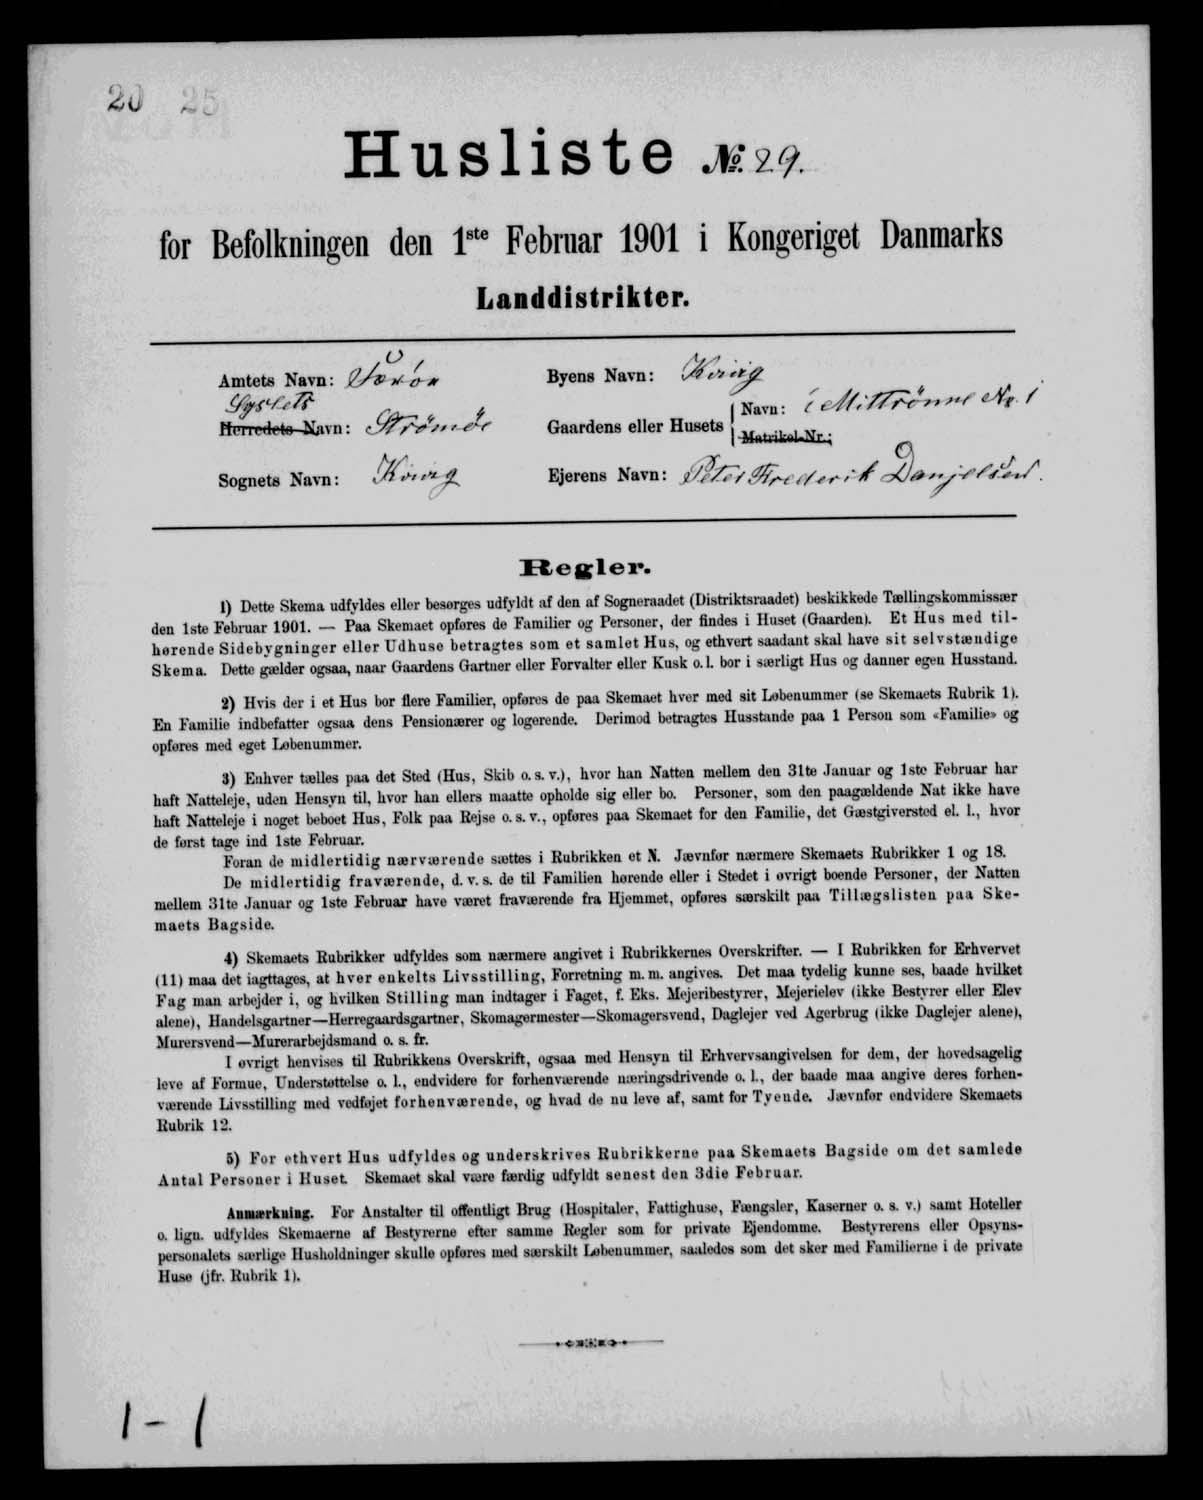 20 25
Husliste № 29.
for Befolkningen den 1ste Februar 1901 i Kongeriget Danmarks
Landdistrikter.
Amtets Navn: Færøe
Byens Navn: Kvivig
Syslets
Herredets Navn: Strömöe
Gaardens eller Husets
Navn: i Mittrönne Nr. 1
Matrikel-Nr.:
Sognets Navn: Kvivig
Ejerens Navn: Peter Frederik Danjelsen.
Regler.
1) Dette Skema udfyldes eller besørges udfyldt af den af Sogneraadet (Distriktsraadet) beskikkede Tællingskommissær
den 1ste Februar 1901. — Paa Skemaet opføres de Familier og Personer, der findes i Huset (Gaarden). Et Hus med til-
hørende Sidebygninger eller Udhuse betragtes som et samlet Hus, og ethvert saadant skal have sit selvstændige
Skema. Dette gælder ogsaa, naar Gaardens Gartner eller Forvalter eller Kusk o. l. bor i særligt Hus og danner egen Husstand.
2) Hvis der i et Hus bor flere Familier, opføres de paa Skemaet hver med sit Løbenummer (se Skemaets Rubrik 1).
En Familie indbefatter ogsaa dens Pensionærer og logerende. Derimod betragtes Husstande paa 1 Person som «Familie» og
opføres med eget Løbenummer.
3) Enhver tælles paa det Sted (Hus, Skib o. s. v.), hvor han Natten mellem den 31te Januar og 1ste Februar har
haft Natteleje, uden Hensyn til, hvor han ellers maatte opholde sig eller bo. Personer, som den paagældende Nat ikke have
haft Natteleje i noget beboet Hus, Folk paa Rejse o. s. v., opføres paa Skemaet for den Familie, det Gæstgiversted el. l., hvor
de først tage ind 1ste Februar.
Foran de midlertidig nærværende sættes i Rubrikken et N. Jævnfør nærmere Skemaets Rubrikker 1 og 18.
De midlertidig fraværende, d. v. s. de til Familien hørende eller i Stedet i øvrigt boende Personer, der Natten
mellem 31te Januar og 1ste Februar have været fraværende fra Hjemmet, opføres særskilt paa Tillægslisten paa Ske-
maets Bagside.
4) Skemaets Rubrikker udfyldes som nærmere angivet i Rubrikkernes Overskrifter. — I Rubrikken for Erhvervet
(11) maa det iagttages, at hver enkelts Livsstilling, Forretning m. m. angives. Det maa tydelig kunne ses, baade hvilket
Fag man arbejder i, og hvilken Stilling man indtager i Faget, f. Eks. Mejeribestyrer, Mejerielev (ikke Bestyrer eller Elev
alene), Handelsgartner—Herregaardsgartner, Skomagermester—Skomagersvend, Daglejer ved Agerbrug (ikke Daglejer alene),
Murersvend—Murerarbejdsmand o. s. fr.
I øvrigt henvises til Rubrikkens Overskrift, ogsaa med Hensyn til Erhvervsangivelsen for dem, der hovedsagelig
leve af Formue, Understøttelse o. l., endvidere for forhenværende næringsdrivende o. l., der baade maa angive deres forhen-
værende Livsstilling med vedføjet forhenværende, og hvad de nu leve af, samt for Tyende. Jævnfør endvidere Skemaets
Rubrik 12.
5) For ethvert Hus udfyldes og underskrives Rubrikkerne paa Skemaets Bagside om det samlede
Antal Personer i Huset. Skemaet skal være færdig udfyldt senest den 3die Februar.
Anmærkning. For Anstalter til offentligt Brug (Hospitaler, Fattighuse, Fængsler, Kaserner o. s. v.) samt Hoteller
o. lign. udfyldes Skemaerne af Bestyrerne efter samme Regler som for private Ejendomme. Bestyrerens eller Opsyns-
personalets særlige Husholdninger skulle opføres med særskilt Løbenummer, saaledes som det sker med Familierne i de private
Huse (jfr. Rubrik 1).
1 - 1